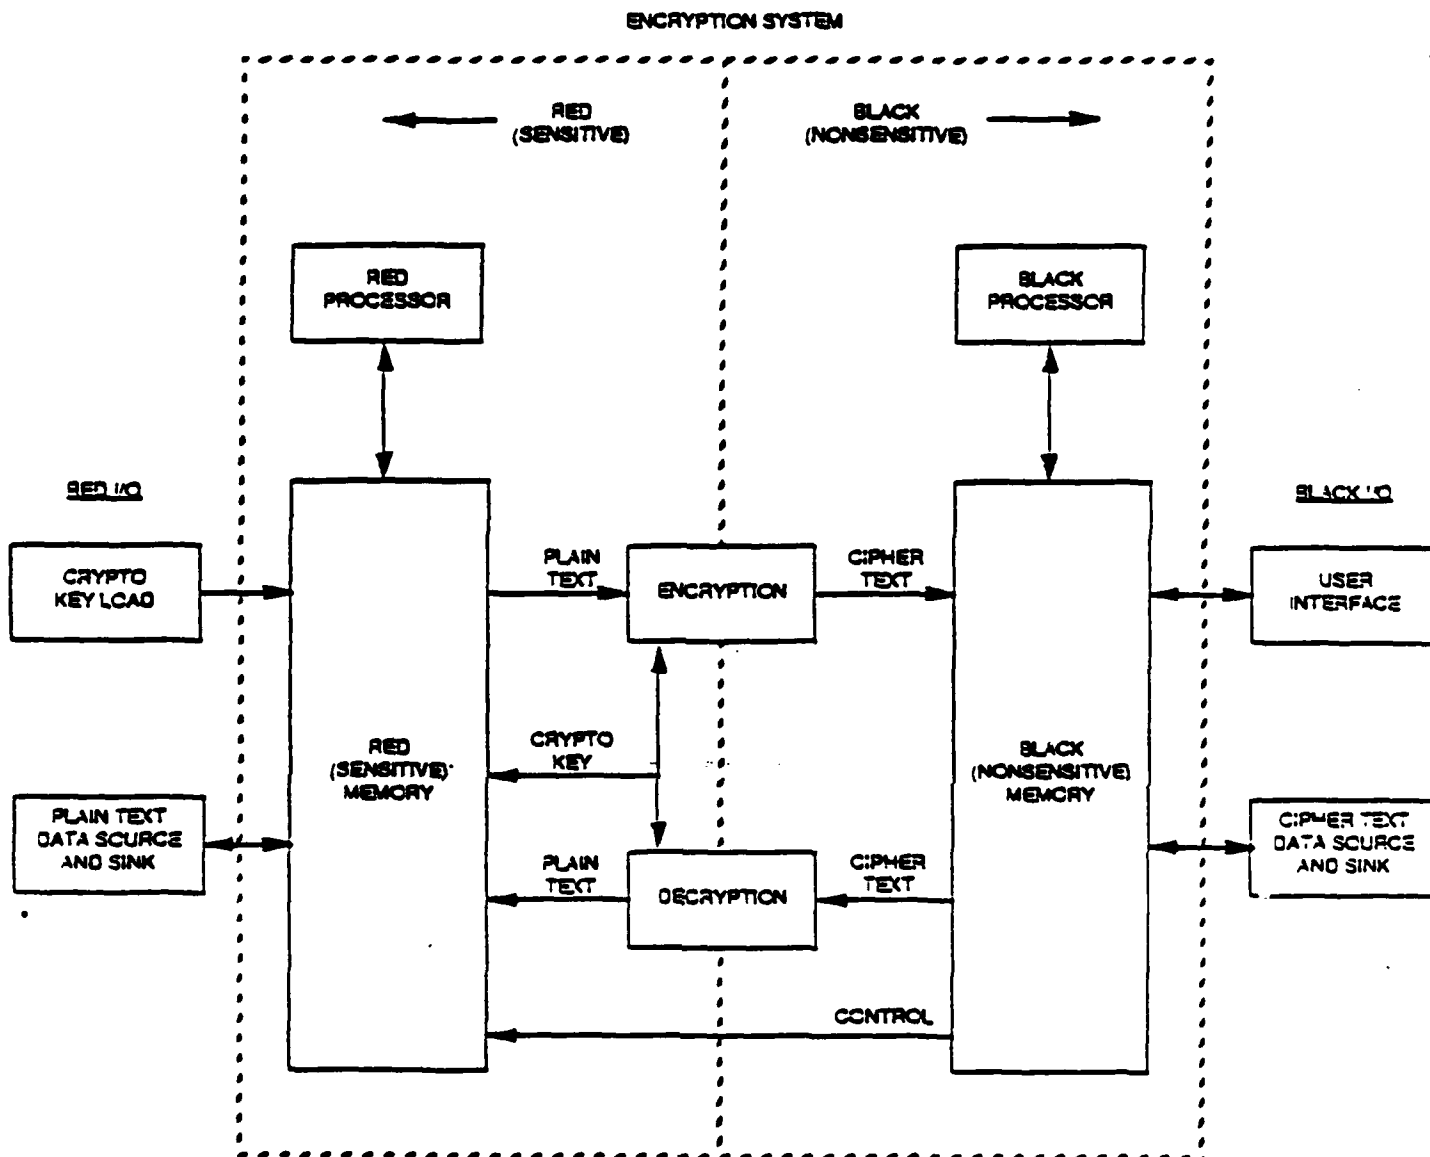 ENCRYPTION SYSTEM
RED
(SENSITIVE)
BLACK
(NONSENSITIVE)
RED
PROCESSOR
BLACK
PROCESSOR
RED I/O
BLACK I/O
CRYPTO
KEY LOAD
PLAIN
TEXT
ENCRYPTION
CIPHER
TEXT
USER
INTERFACE
RED
(SENSITIVE)
MEMORY
CRYPTO
KEY
BLACK
(NONSENSITIVE)
MEMORY
PLAIN TEXT
DATA SOURCE
AND SINK
PLAIN
TEXT
DECRYPTION
CIPHER
TEXT
CIPHER TEXT
DATA SOURCE
AND SINK
CONTROL